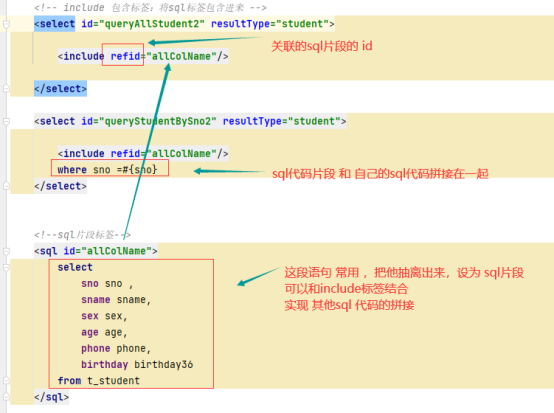 <!-- include 包含标签：将sql标签包含进来 -->
<select id="queryAllStudent2" resultType="student">
<include refid="allColName"/>
关联的sql片段的 id
</select>
<select id="queryStudentBySno2" resultType="student">
<include refid="allColName"/>
where sno =#{sno}
sql代码片段 和 自己的sql代码拼接在一起
</select>
<!--sql片段标签-->
<sql id="allColName">
select
sno sno ,
sname sname,
sex sex,
age age,
phone phone,
birthday birthday36
from t_student
</sql>
这段语句 常用 ，把他抽离出来，设为 sql片段
可以和include标签结合
实现 其他sql 代码的拼接